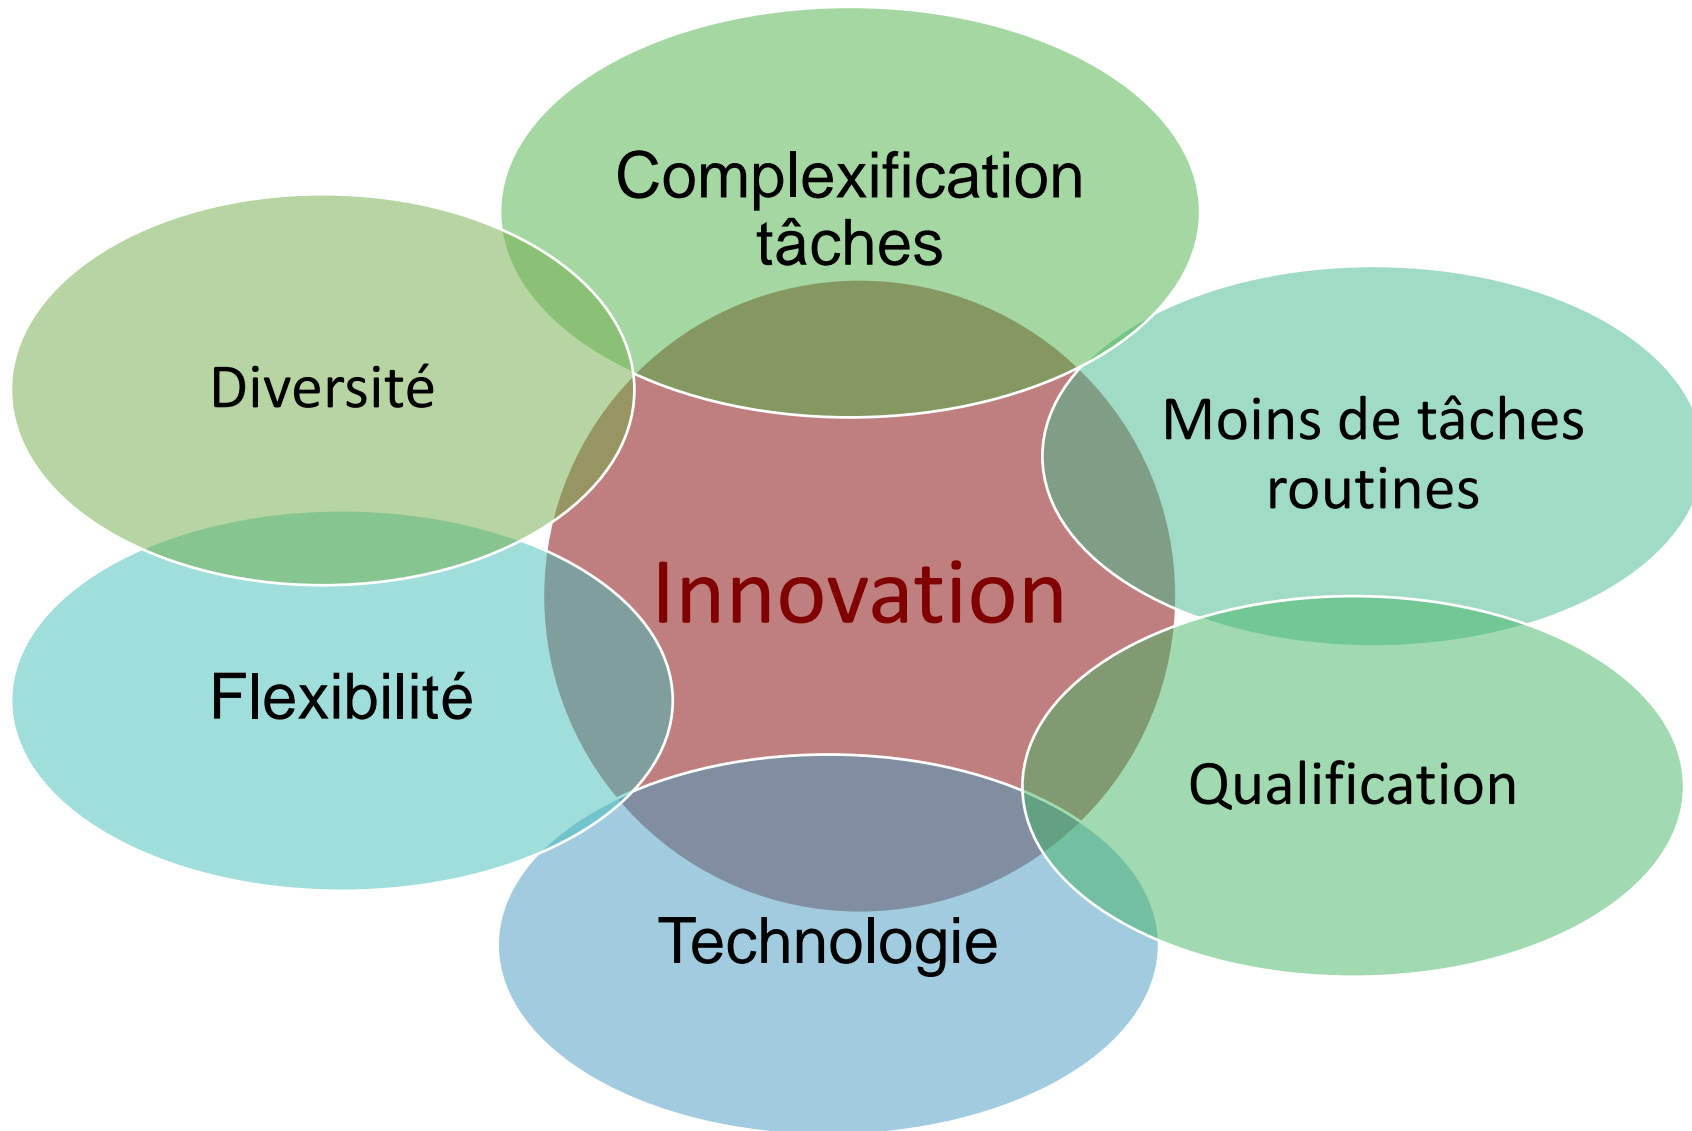 Complexification
tâches
Diversité
Moins de tâches
routines
Innovation
Flexibilité
Qualification
Technologie